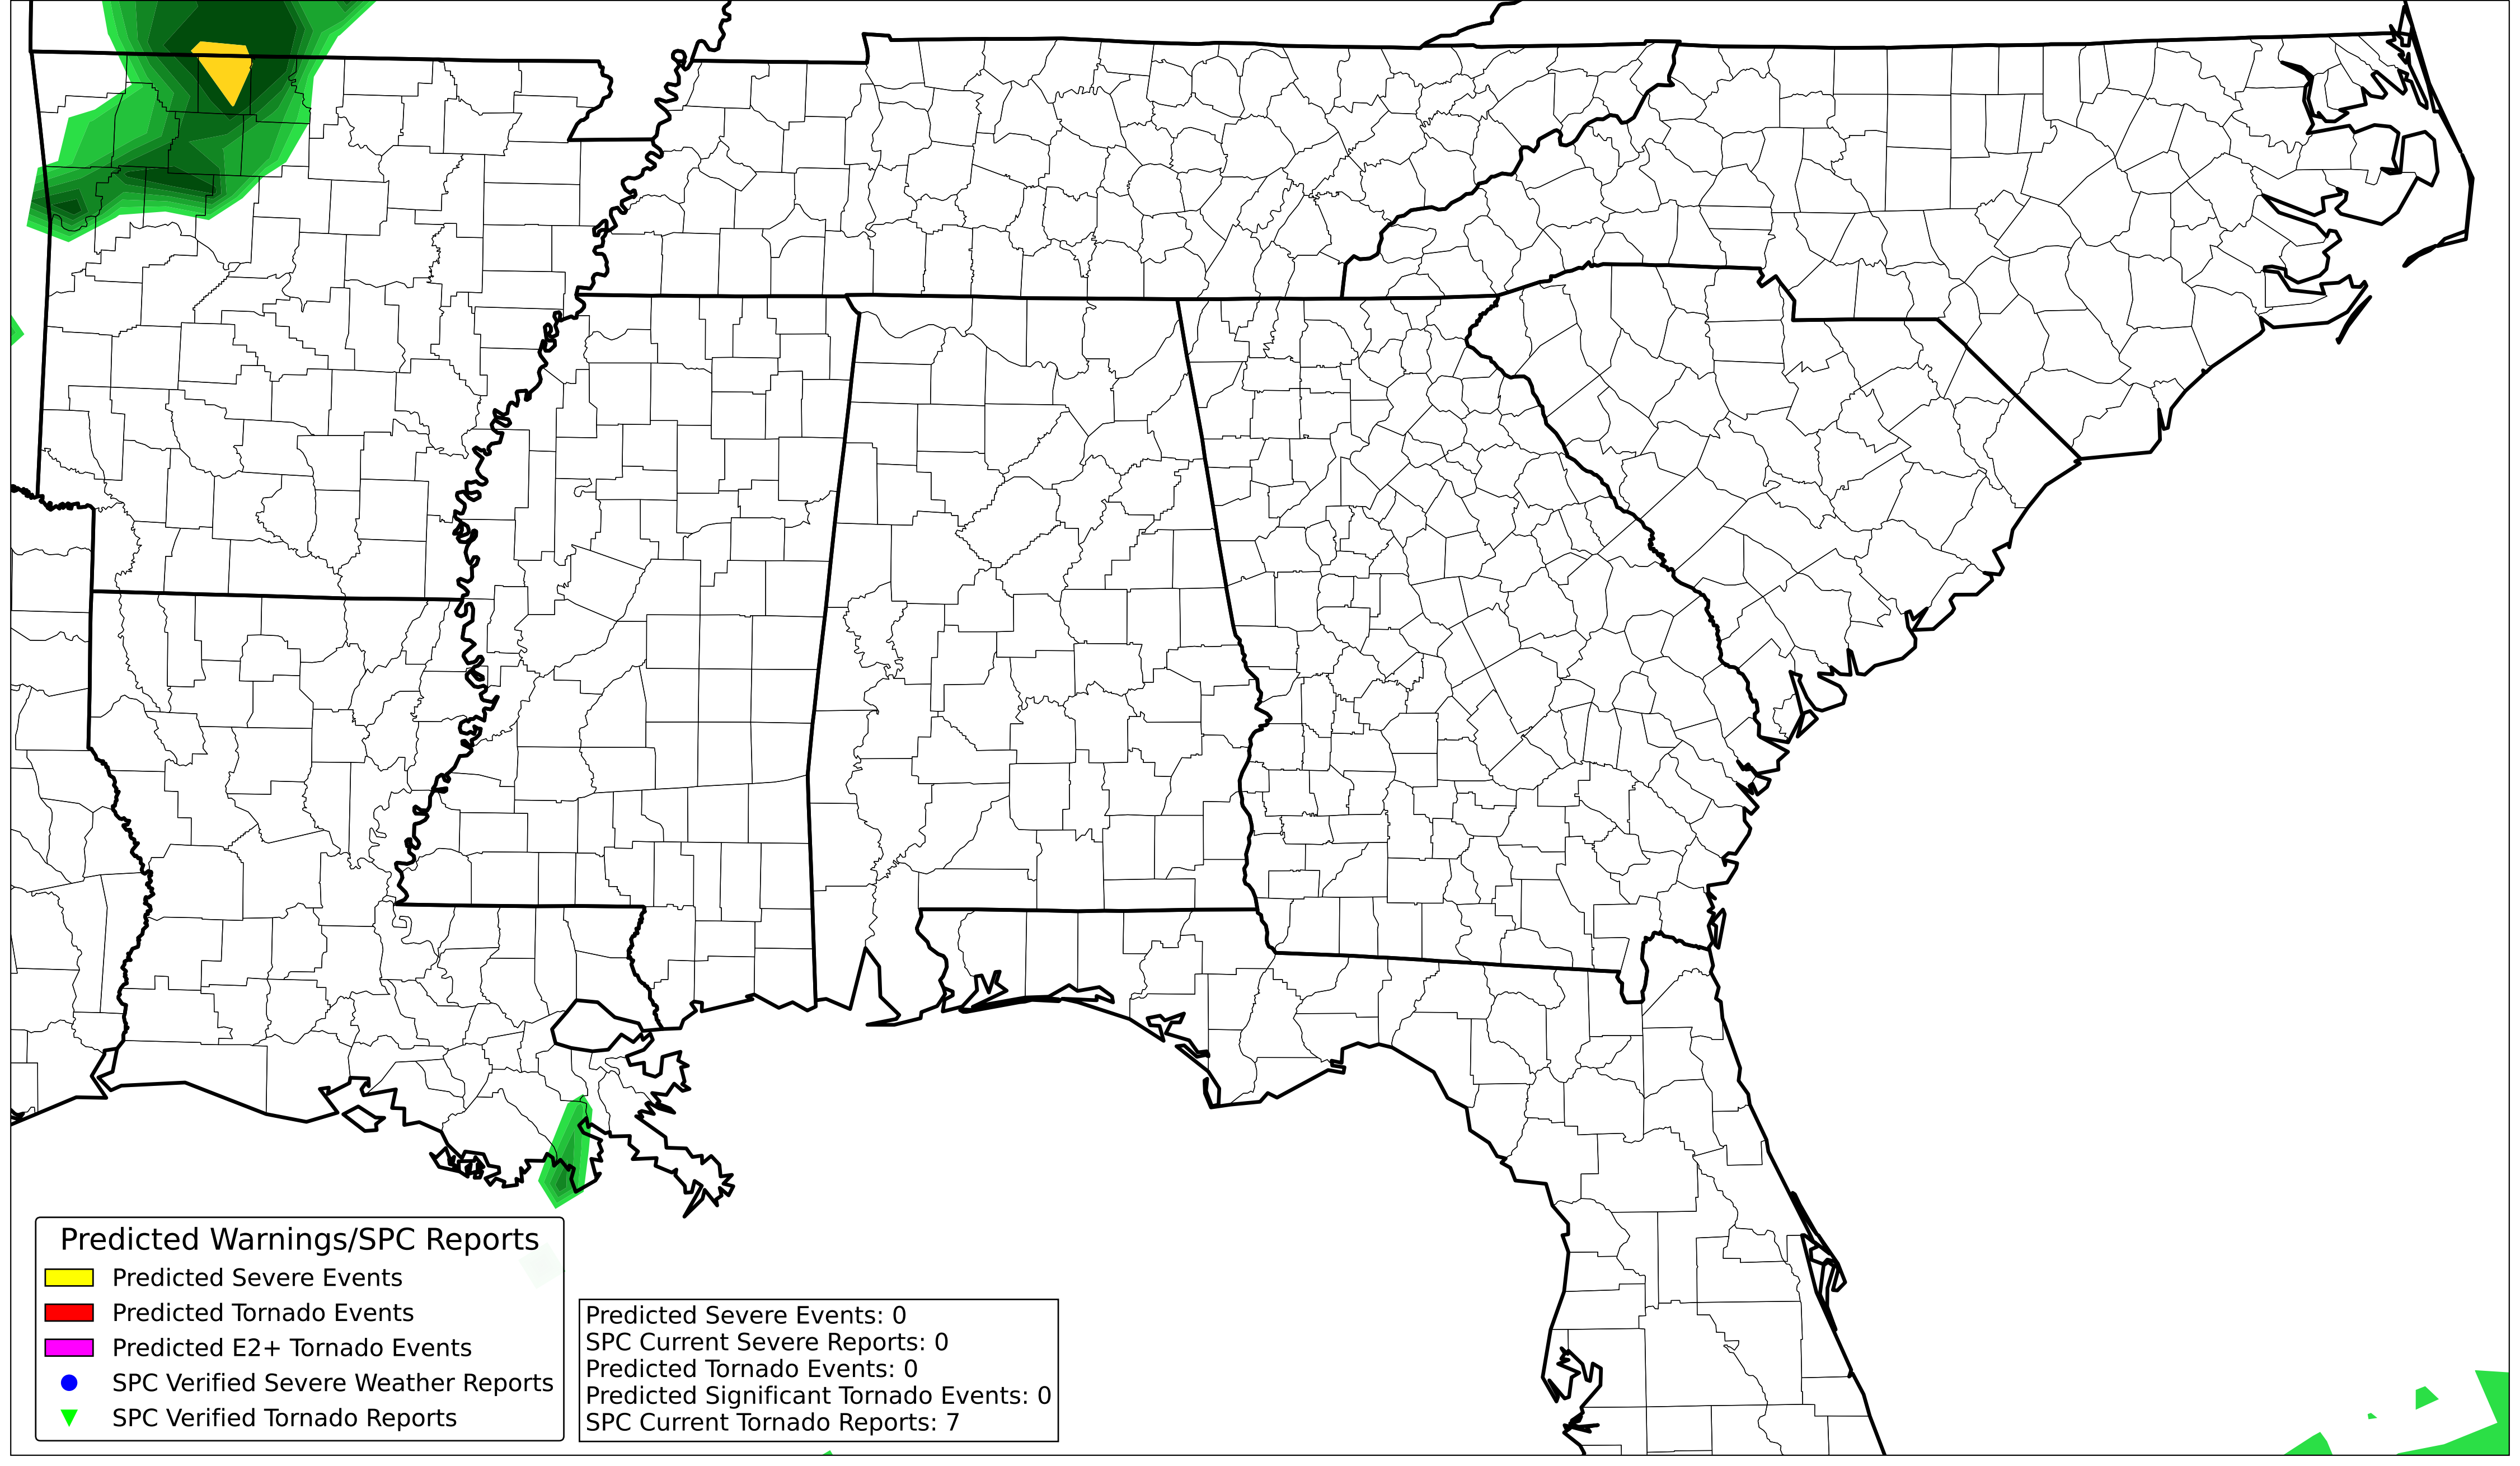 Predicted Warnings/SPC Reports
Predicted Severe Events
Predicted Tornado Events
Predicted E2+ Tornado Events
SPC Verified Severe Weather Reports
SPC Verified Tornado Reports
Predicted Severe Events: 0
SPC Current Severe Reports: 0
Predicted Tornado Events: 0
Predicted Significant Tornado Events: 0
SPC Current Tornado Reports: 7